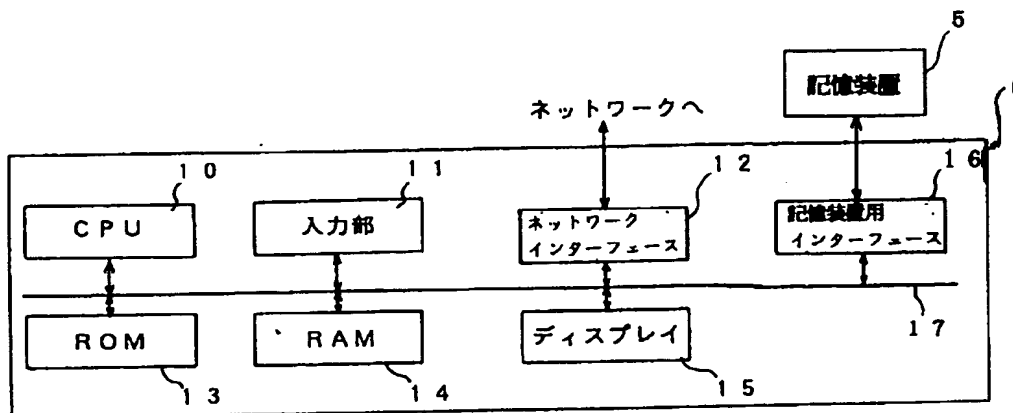 5
記憶装置
ネットワークへ
10
11
12
16
CPU
入力部
ネットワーク
インターフェース
記憶装置用
インターフェース
17
ROM
RAM
ディスプレイ
13
14
15